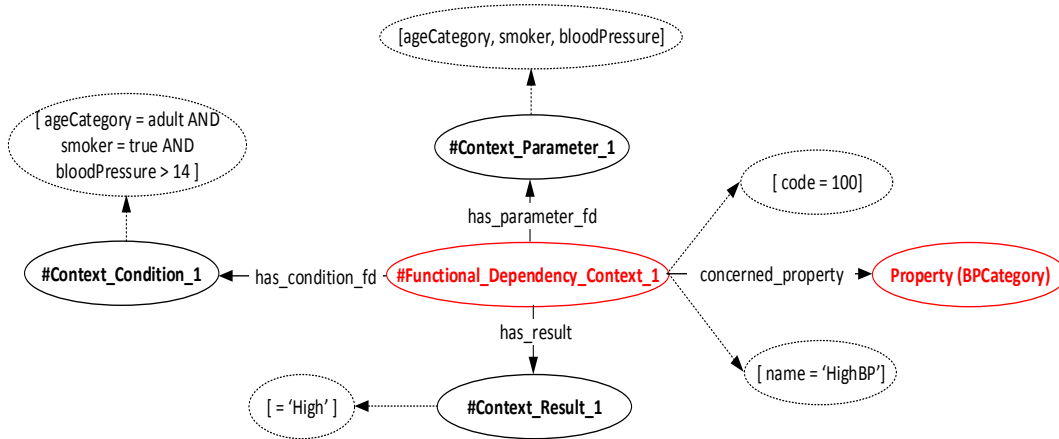 [ageCategory, smoker, bloodPressure]
[ ageCategory = adult AND
smoker = true AND
bloodPressure > 14 ]
#Context_Parameter_1
[ code = 100]
has_parameter_fd
#Context_Condition_1
has_condition_fd
#Functional_Dependency_Context_1
concerned_property
Property (BPCategory)
has_result
[ name = ‘HighBP’]
[ = ‘High’ ]
#Context_Result_1